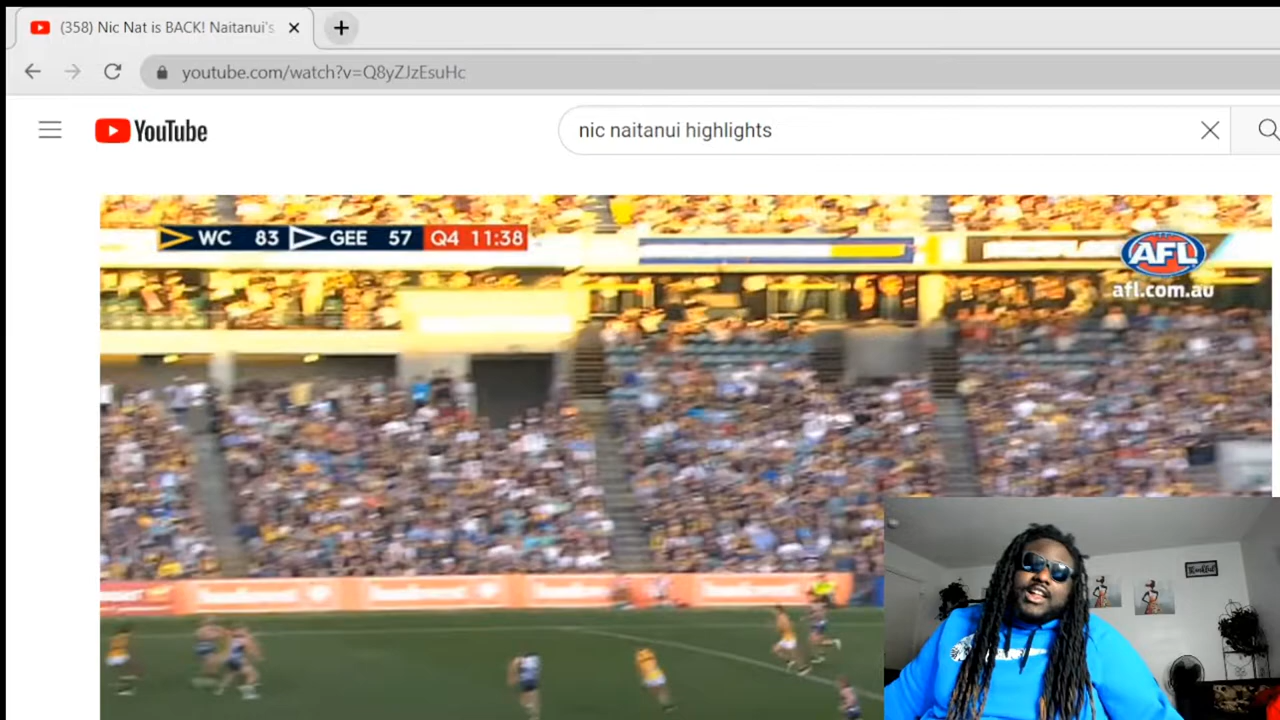 (358) Nic Nat is BACK! Naitanui's
youtube.com/watch?v=Q8yZJzEsuHc
YouTube
nic naitanui highlights
WC 83 GEE 57 Q4 11:38
AFL
afl.com.au